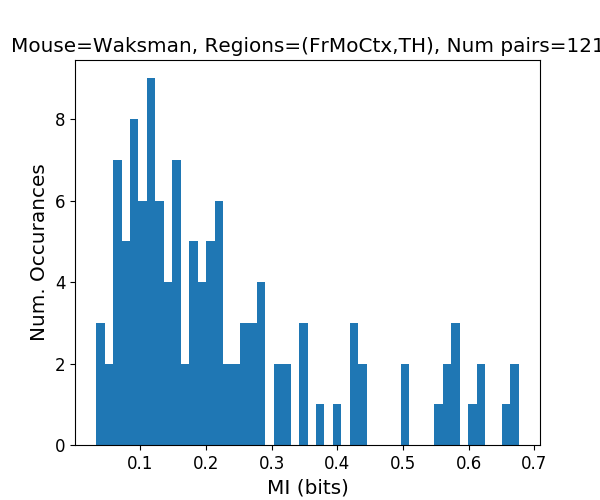 Mouse=Waksman, Regions=(FrMoCtx,TH), Num pairs=121
8
6
4
2
0
Num. Occurances
0.1 0.2 0.3 0.4 0.5 0.6 0.7
MI (bits)